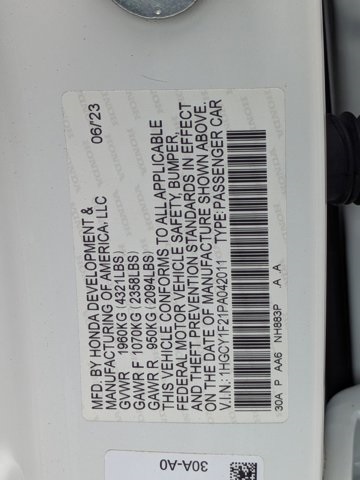 MFD. BY HONDA DEVELOPMENT &
MANUFACTURING OF AMERICA, LLC 06/23
GVWR 1960KG (4321LBS)
GAWR F 1070KG (2358LBS)
GAWR R 950KG (2094LBS)
THIS VEHICLE CONFORMS TO ALL APPLICABLE
FEDERAL MOTOR VEHICLE SAFETY, BUMPER,
AND THEFT PREVENTION STANDARDS IN EFFECT
ON THE DATE OF MANUFACTURE SHOWN ABOVE.
V.I.N.: 1HGCY1F21PA042011 TYPE:PASSENGER CAR
30A P AA6 NH883P A A
30A-A0